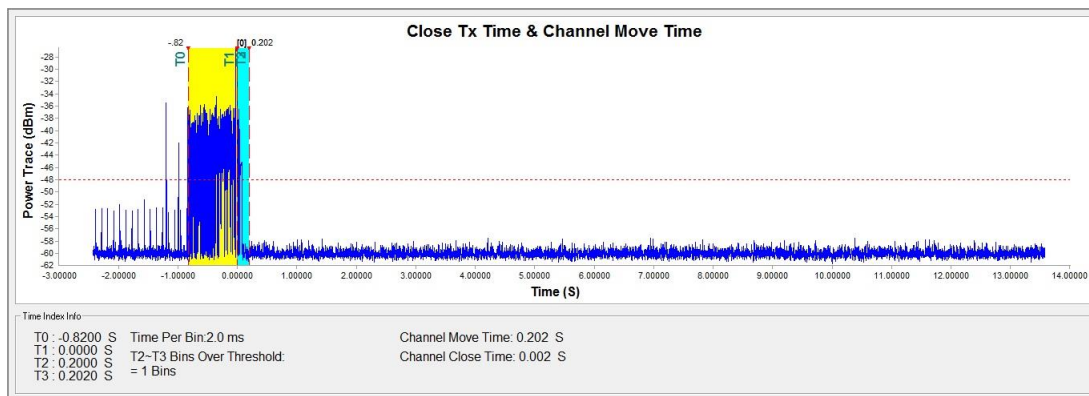 Close Tx Time & Channel Move Time
-.82 [0] 0.202
T0 T1
Power Trace (dBm)
-28
-30
-32
-34
-36
-38
-40
-42
-44
-46
-48
-50
-52
-54
-56
-58
-60
-62
-3.00000 -2.00000 -1.00000 0.00000 1.00000 2.00000 3.00000 4.00000 5.00000 6.00000 7.00000 8.00000 9.00000 10.00000 11.00000 12.00000 13.00000 14.00000
Time (S)
Time Index Info
T0 : -0.8200 S Time Per Bin:2.0 ms Channel Move Time: 0.202 S
T1 : 0.0000 S
T2 : 0.2000 S T2~T3 Bins Over Threshold: Channel Close Time: 0.002 S
T3 : 0.2020 S = 1 Bins